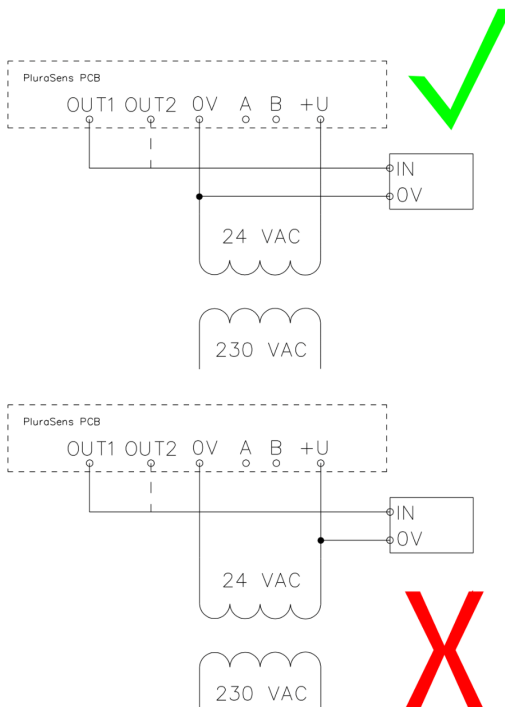 PluraSens PCB
OUT1 OUT2 0V A B +U
IN
0V
24 VAC
230 VAC
PluraSens PCB
OUT1 OUT2 0V A B +U
IN
0V
24 VAC
230 VAC